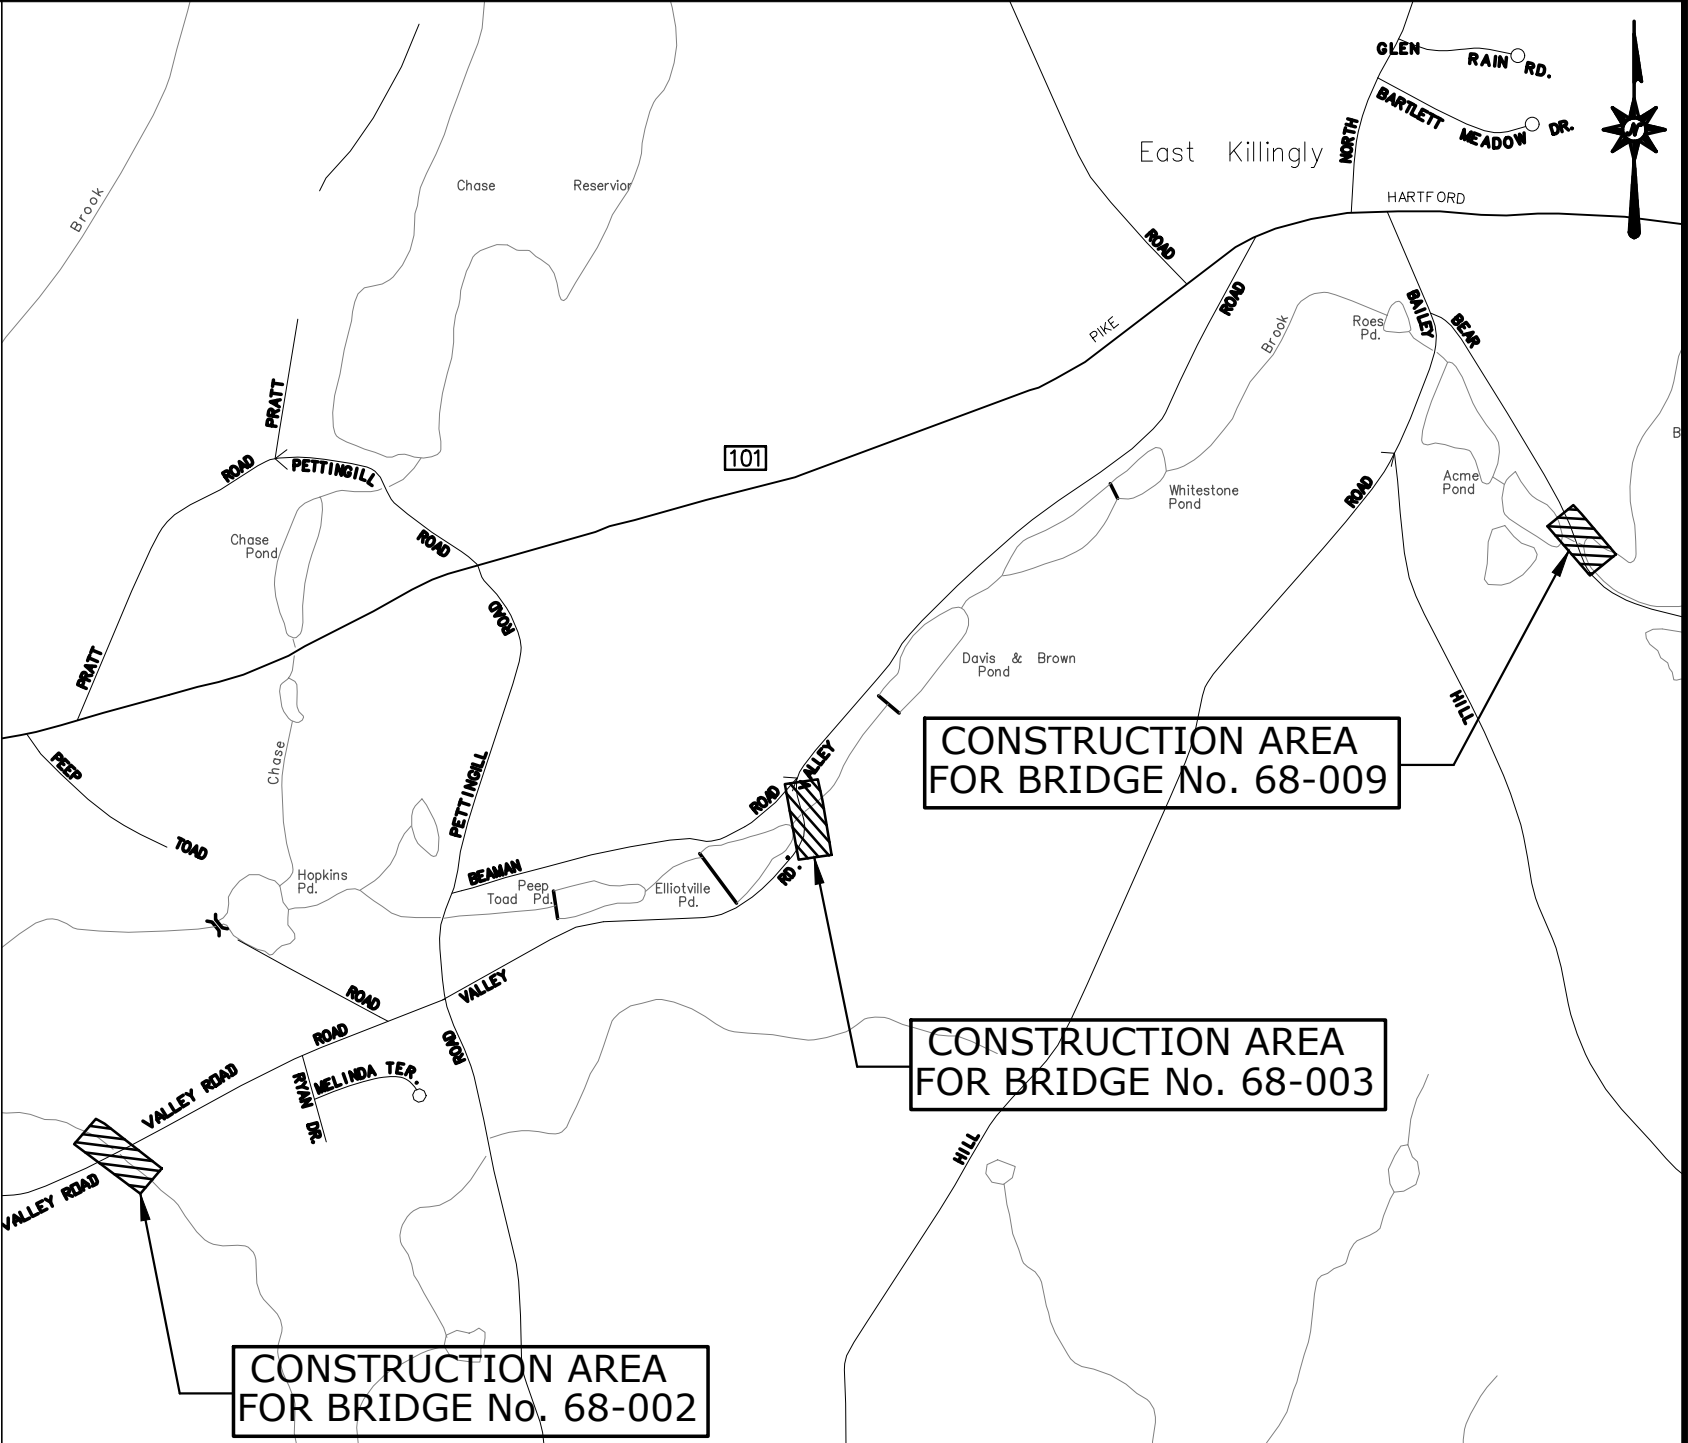 GLEN
RAIN RD.
BARTLETT
MEADOW DR.
NORTH
N
East Killingly
HARTFORD
Brook
Chase Reservior
ROAD
ROAD
PIKE
BAILEY
BEAR
Roes
Pd.
Brook
PRATT
ROAD
PETTINGILL
101
B
Whitestone
Pond
ROAD
Acme
Pond
Chase
Pond
ROAD
ROAD
PRATT
Davis & Brown
Pond
HILL
CONSTRUCTION AREA
FOR BRIDGE No. 68-009
PEEP
Chase
PETTINGILL
VALLEY
ROAD
TOAD
Hopkins
Pd.
BEAMAN
Peep
Toad Pd.
Elliotville
Pd.
RD.
ROAD
VALLEY
ROAD
ROAD
CONSTRUCTION AREA
FOR BRIDGE No. 68-003
VALLEY ROAD
RYAN DR.
MELINDA TER.
HILL
VALLEY ROAD
CONSTRUCTION AREA
FOR BRIDGE No. 68-002